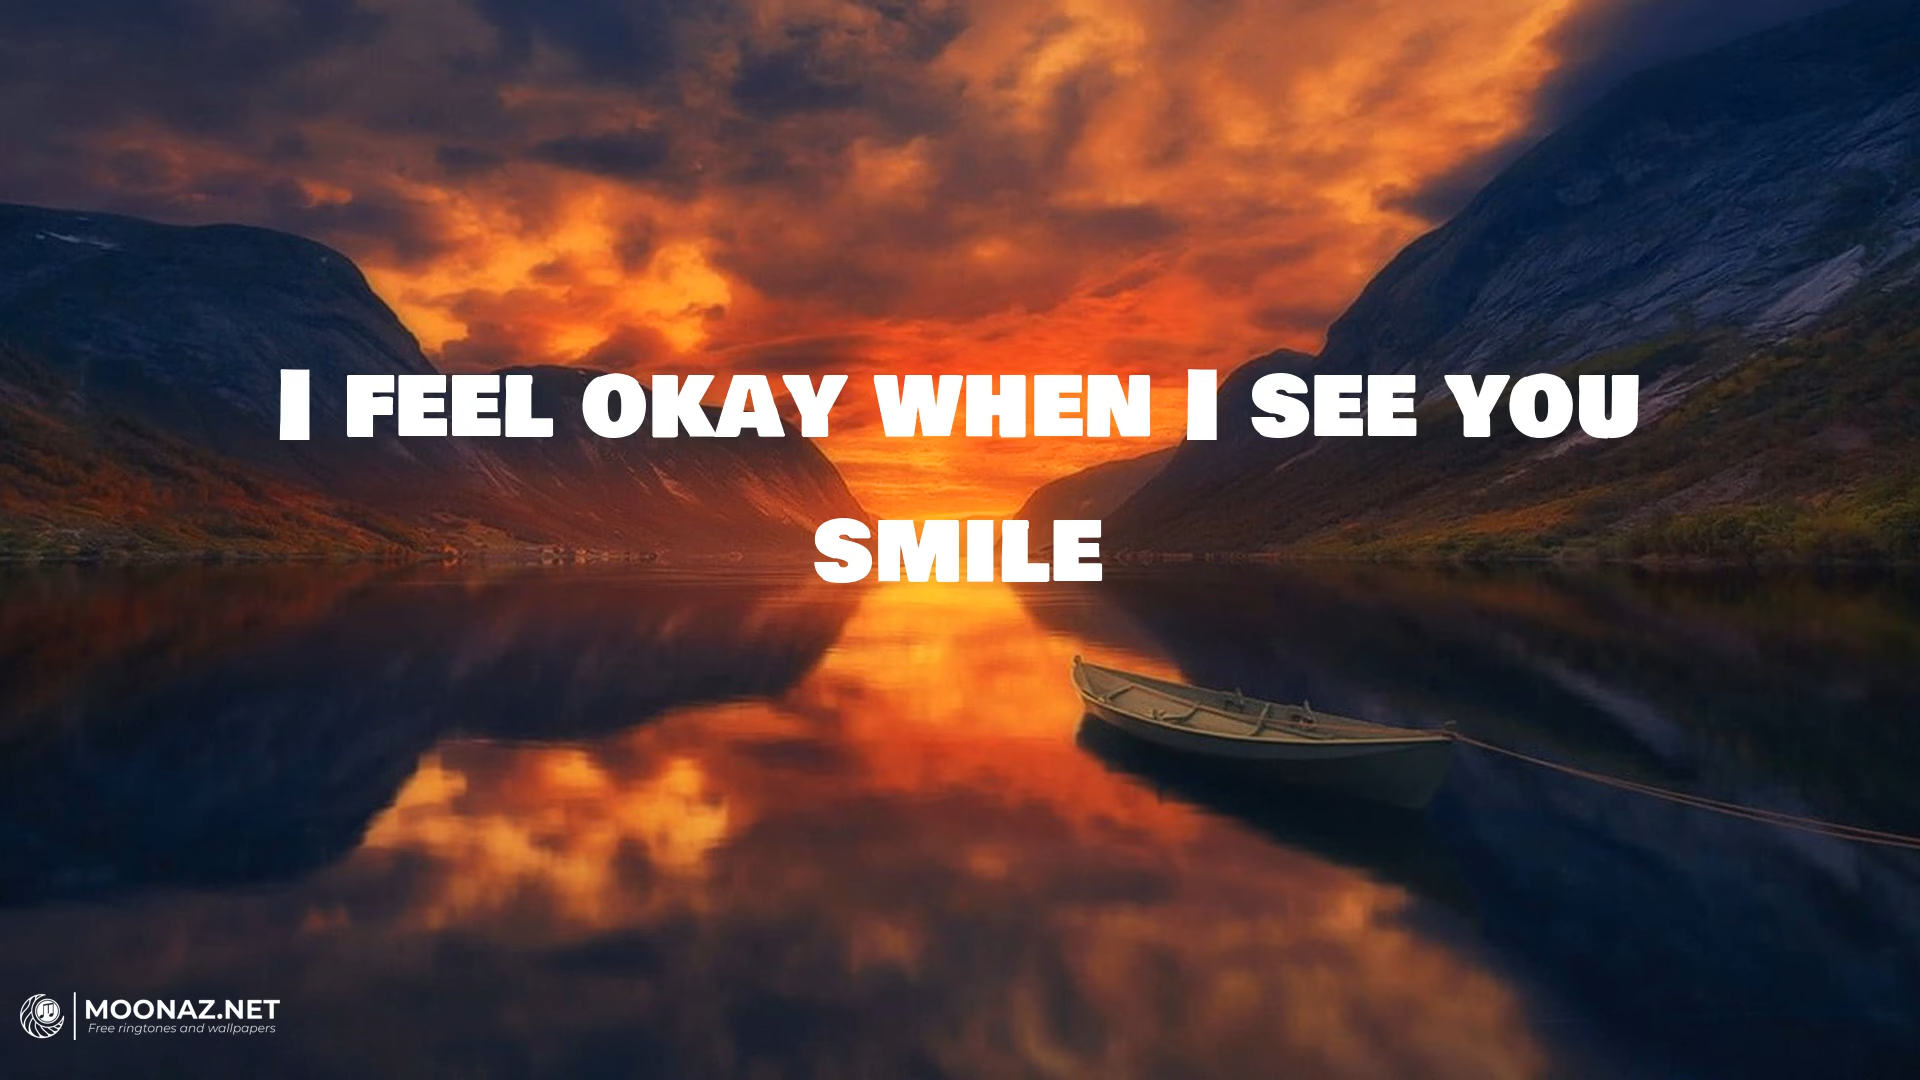 I FEEL OKAY WHEN I SEE YOU
SMILE
MOONAZ.NET
Free ringtones and wallpapers